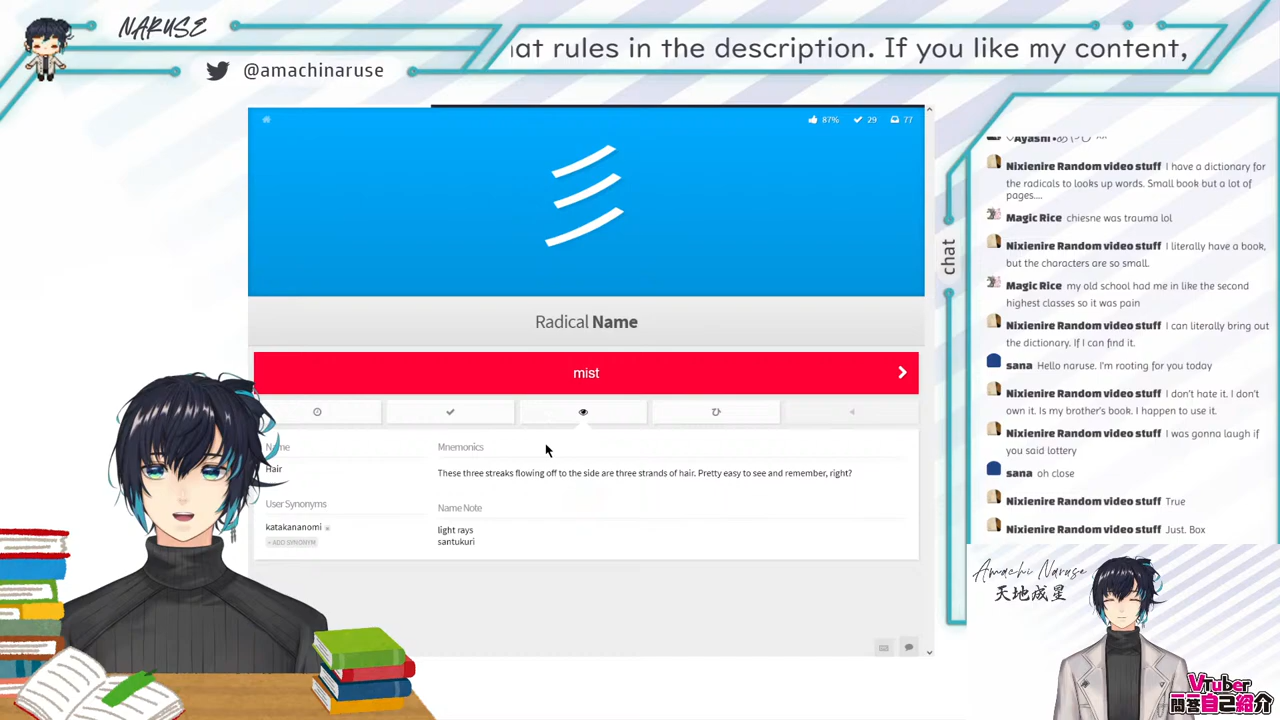 NARUSE
@amachinaruse
at rules in the description. If you like my content,
87% 29 77
彡
Radical Name
mist
ひ
Name
Hair
User Synonyms
katakananomi
+ ADD SYNONYM
Mnemonics
These three streaks flowing off to the side are three strands of hair. Pretty easy to see and remember, right?
Name Note
light rays
santukuri
chat
Nixienire Random video stuff I have a dictionary for
the radicals to looks up words. Small book but a lot of
pages....
Magic Rice chiesne was trauma lol
Nixienire Random video stuff I literally have a book,
but the characters are so small.
Magic Rice my old school had me in like the second
highest classes so it was pain
Nixienire Random video stuff I can literally bring out
the dictionary. If I can find it.
sana Hello naruse. I'm rooting for you today
Nixienire Random video stuff I don't hate it. I don't
own it. Is my brother's book. I happen to use it.
Nixienire Random video stuff I was gonna laugh if
you said lottery
sana oh close
Nixienire Random video stuff True
Nixienire Random video stuff Just. Box
Amachi Naruse
天地成星
VTuber
問答自己紹介